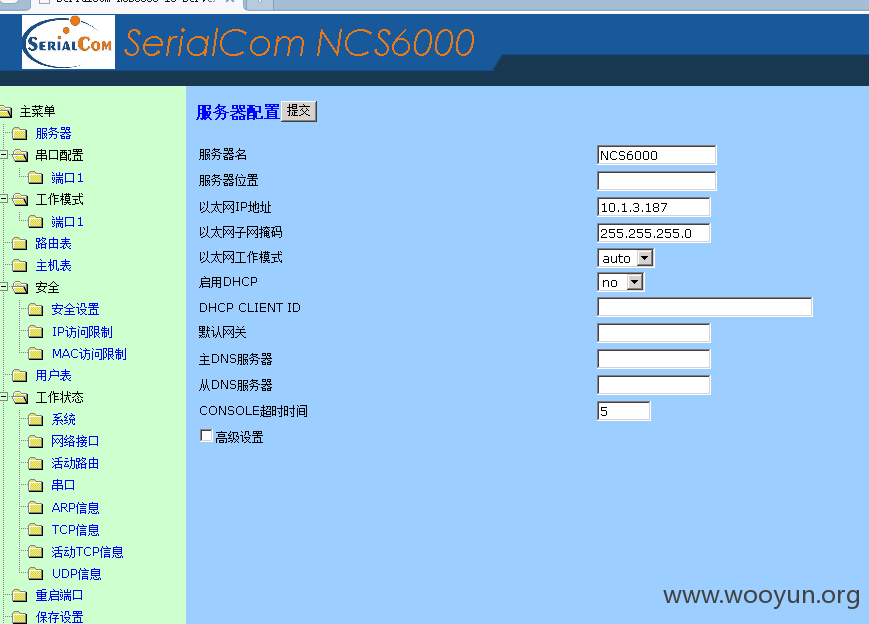 SERIALCOM
SerialCom NCS6000
主菜单
服务器
串口配置
端口1
工作模式
端口1
路由表
主机表
安全
安全设置
IP访问限制
MAC访问限制
用户表
工作状态
系统
网络接口
活动路由
串口
ARP信息
TCP信息
活动TCP信息
UDP信息
重启端口
保存设置
服务器配置 提交
服务器名 NCS6000
服务器位置
以太网IP地址 10.1.3.187
以太网子网掩码 255.255.255.0
以太网工作模式 auto
启用DHCP no
DHCP CLIENT ID
默认网关
主DNS服务器
从DNS服务器
CONSOLE超时时间 5
高级设置
www.wooyun.org